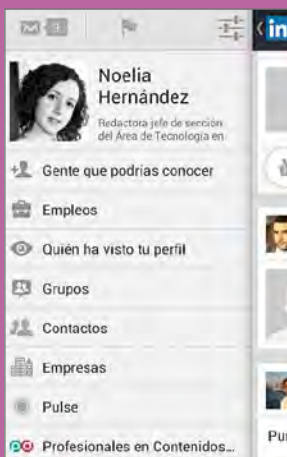 in
Noelia
Hernández
Redactora jefe de sección
del Área de Tecnología en
Gente que podrías conocer
Empleos
Quién ha visto tu perfil
Grupos
Contactos
Empresas
Pulse
Profesionales en Contenidos...